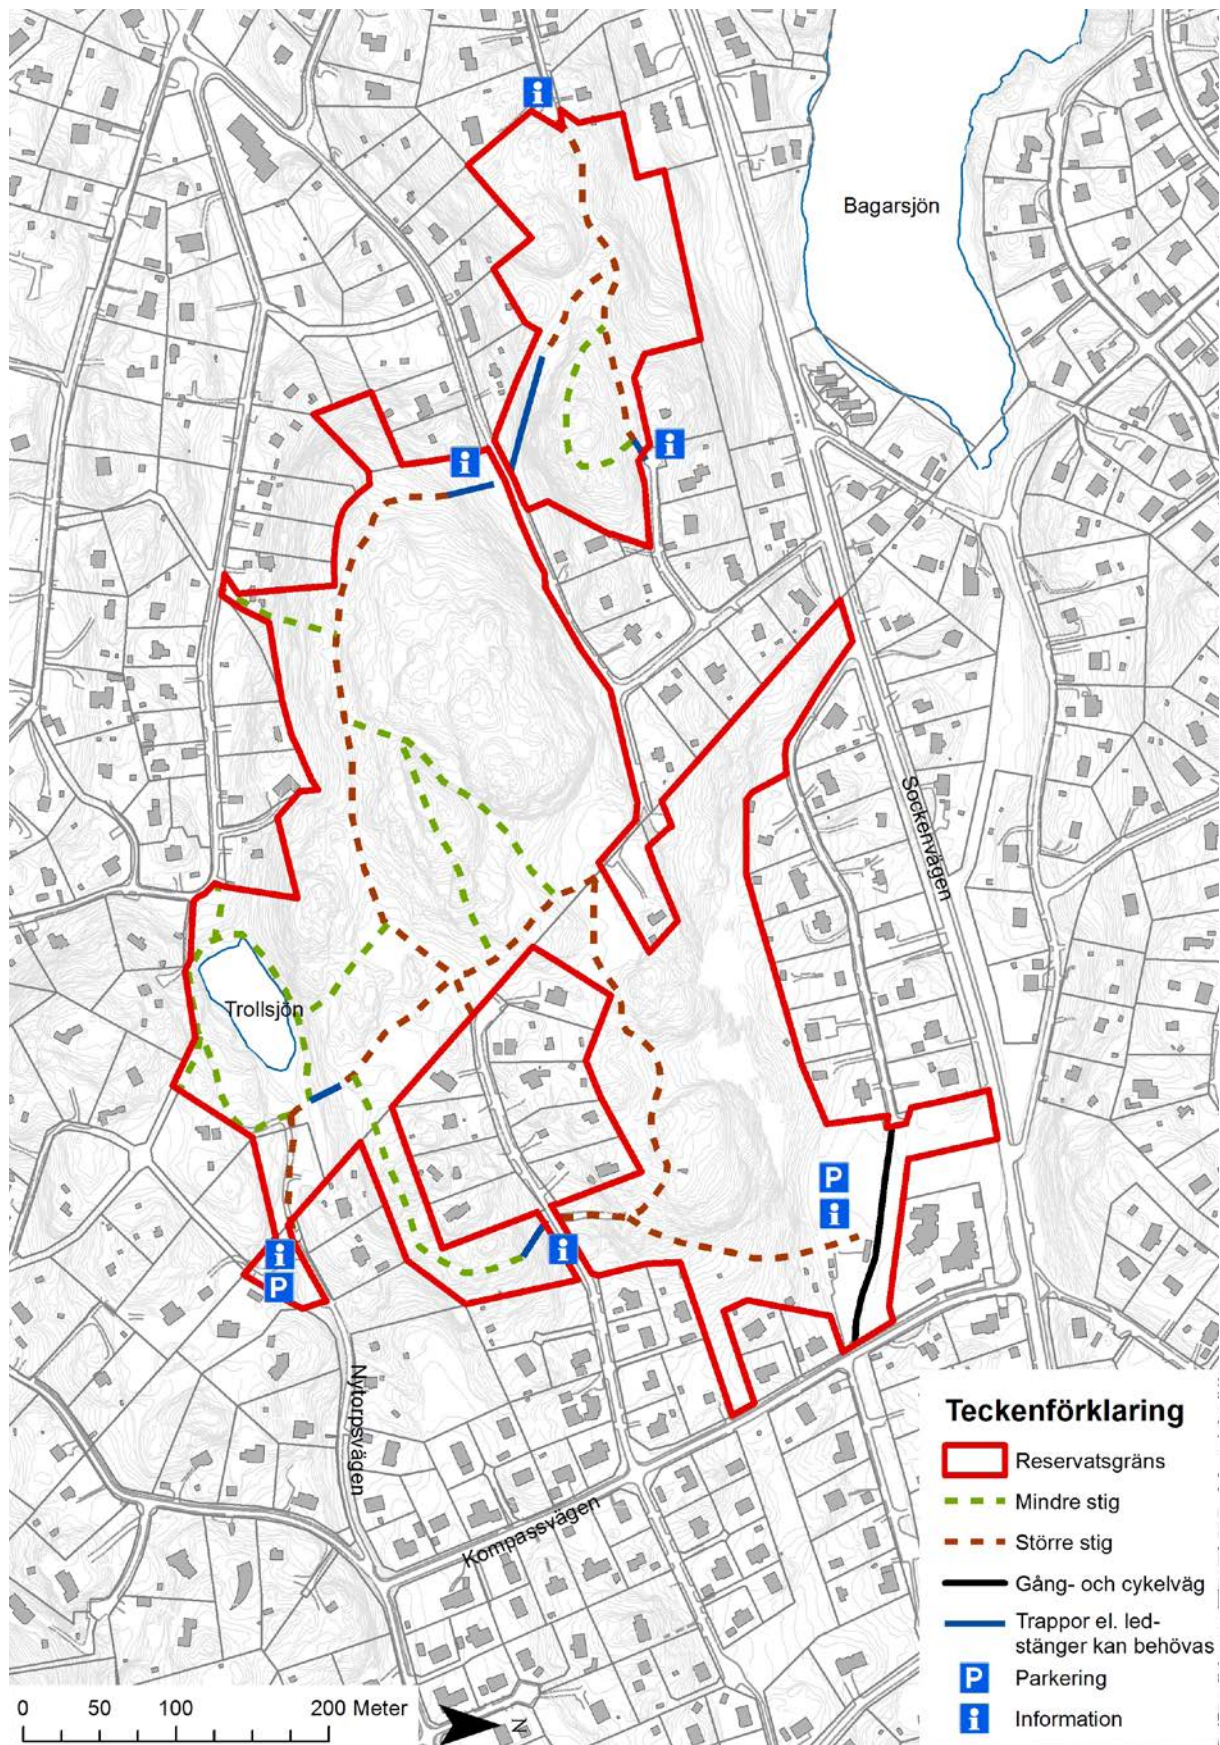 Bagarsjön
Sockenvägen
Trollsjön
P
Nytorpsvägen
P
Kompassvägen
Teckenförklaring
Reservatsgräns
Mindre stig
Större stig
Gång- och cykelväg
Trappor el. led-
stänger kan behövas
P Parkering
i Information
0 50 100 200 Meter
N